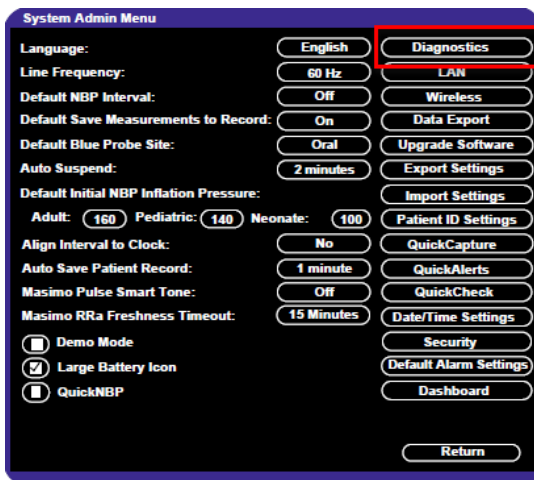 System Admin Menu
Language: English Diagnostics
Line Frequency: 60 Hz LAN
Default NBP Interval: Off Wireless
Default Save Measurements to Record: On Data Export
Default Blue Probe Site: Oral Upgrade Software
Auto Suspend: 2 minutes Export Settings
Default Initial NBP Inflation Pressure: Import Settings
Adult: 160 Pediatric: 140 Neonate: 100 Patient ID Settings
Align Interval to Clock: No QuickCapture
Auto Save Patient Record: 1 minute QuickAlerts
Masimo Pulse Smart Tone: Off QuickCheck
Masimo RRa Freshness Timeout: 15 Minutes Date/Time Settings
Demo Mode Security
Large Battery Icon Default Alarm Settings
QuickNBP Dashboard
Return